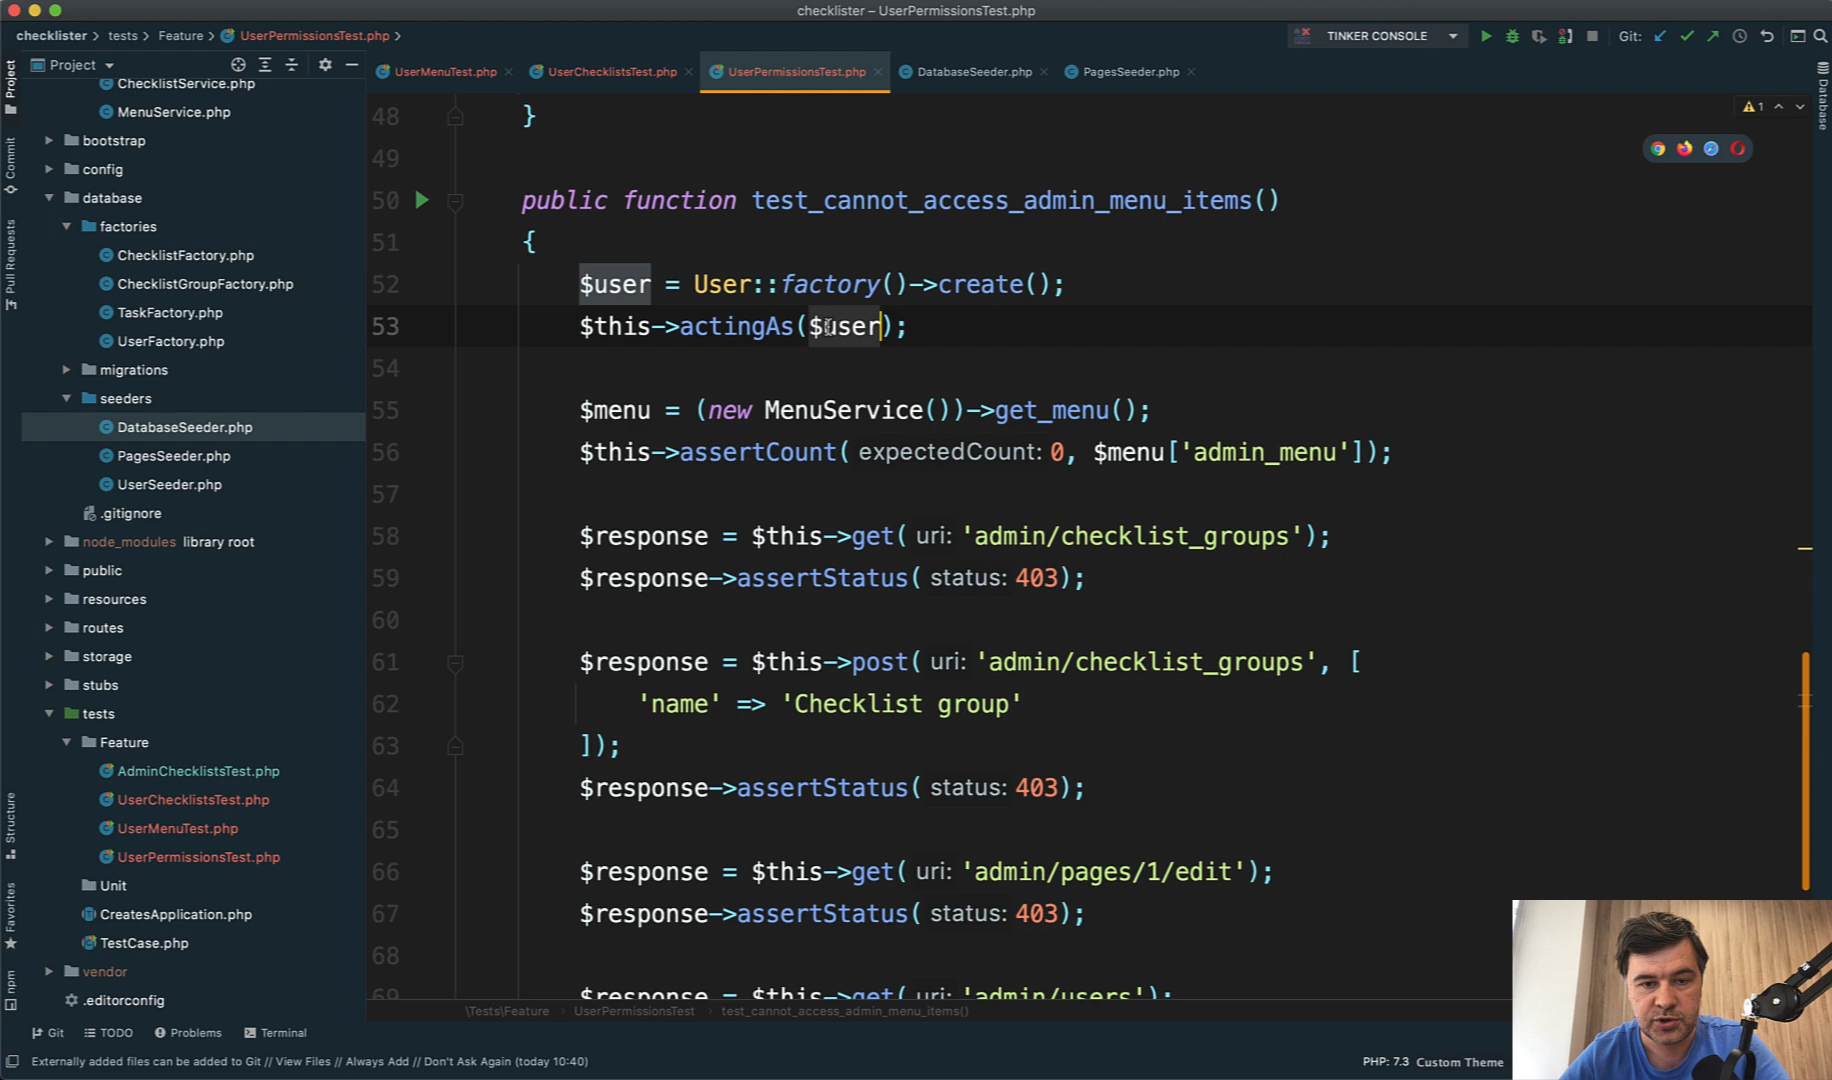 checklister – UserPermissionsTest.php
checklister
tests
Feature
UserPermissionsTest.php
TINKER CONSOLE
Git:
Project
UserMenuTest.php
UserChecklistsTest.php
UserPermissionsTest.php
DatabaseSeeder.php
PagesSeeder.php
Project
Commit
Pull Requests
Structure
Favorites
npm
Database
ChecklistService.php
MenuService.php
bootstrap
config
database
factories
ChecklistFactory.php
ChecklistGroupFactory.php
TaskFactory.php
UserFactory.php
migrations
seeders
DatabaseSeeder.php
PagesSeeder.php
UserSeeder.php
.gitignore
node_modules library root
public
resources
routes
storage
stubs
tests
Feature
AdminChecklistsTest.php
UserChecklistsTest.php
UserMenuTest.php
UserPermissionsTest.php
Unit
CreatesApplication.php
TestCase.php
vendor
.editorconfig
1
48 }
49
50 public function test_cannot_access_admin_menu_items()
51 {
52 $user = User::factory()->create();
53 $this->actingAs($user);
54
55 $menu = (new MenuService())->get_menu();
56 $this->assertCount( expectedCount: 0, $menu['admin_menu']);
57
58 $response = $this->get( uri: 'admin/checklist_groups');
59 $response->assertStatus( status: 403);
60
61 $response = $this->post( uri: 'admin/checklist_groups', [
62 'name' => 'Checklist group'
63 ]);
64 $response->assertStatus( status: 403);
65
66 $response = $this->get( uri: 'admin/pages/1/edit');
67 $response->assertStatus( status: 403);
68
69 $response = $this->get( uri: 'admin/users');
\Tests\Feature
UserPermissionsTest
test_cannot_access_admin_menu_items()
Git
TODO
Problems
Terminal
Externally added files can be added to Git // View Files // Always Add // Don't Ask Again (today 10:40)
PHP: 7.3
Custom Theme